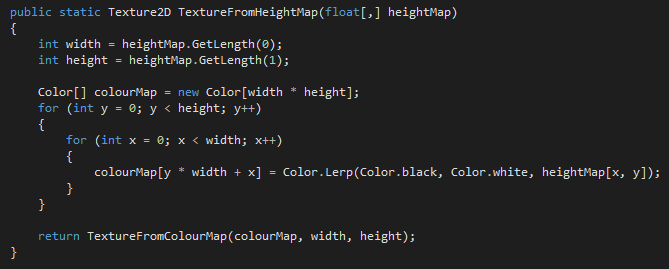 public static Texture2D TextureFromHeightMap(float[,] heightMap)
{
    int width = heightMap.GetLength(0);
    int height = heightMap.GetLength(1);

    Color[] colourMap = new Color[width * height];
    for (int y = 0; y < height; y++)
    {
        for (int x = 0; x < width; x++)
        {
            colourMap[y * width + x] = Color.Lerp(Color.black, Color.white, heightMap[x, y]);
        }
    }

    return TextureFromColourMap(colourMap, width, height);
}